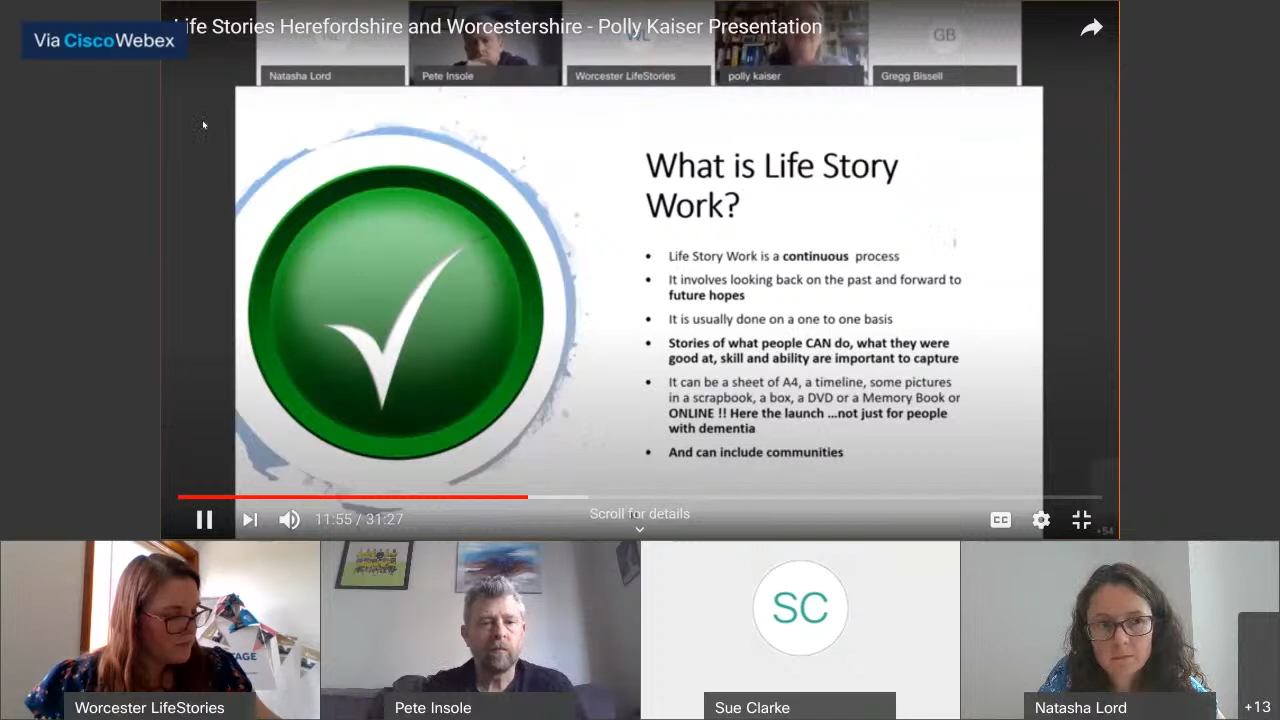 Life Stories Herefordshire and Worcestershire - Polly Kaiser Presentation
Via CiscoWebex
GB
Natasha Lord
Pete Insole
Worcester LifeStories
polly kaiser
Gregg Bissell
What is Life Story
Work?
• Life Story Work is a continuous process
• It involves looking back on the past and forward to
future hopes
• It is usually done on a one to one basis
• Stories of what people CAN do, what they were
good at, skill and ability are important to capture
• It can be a sheet of A4, a timeline, some pictures
in a scrapbook, a box, a DVD or a Memory Book or
ONLINE !! Here the launch ...not just for people
with dementia
• And can include communities
11:55 / 31:27
Scroll for details
CC
+54
SC
AGE
Worcester LifeStories
Pete Insole
Sue Clarke
Natasha Lord
+13